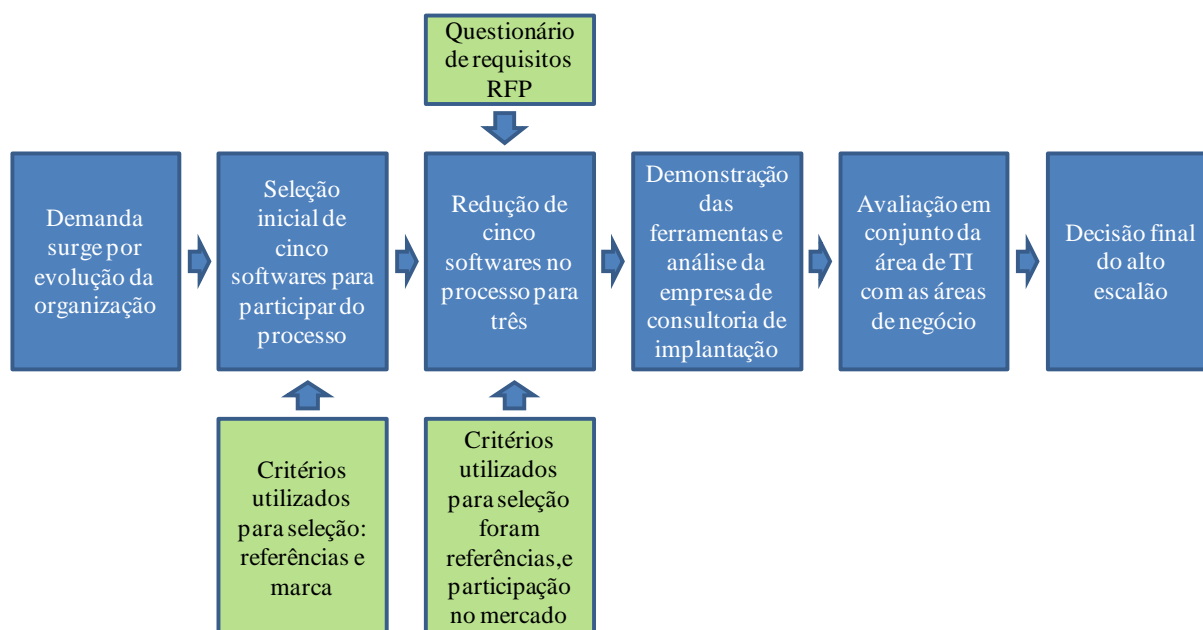 Questionário
de requisitos
RFP
Demanda
surge por
evolução da
organização
Seleção
inicial de
cinco
softwares para
participar do
processo
Redução de
cinco
softwares no
processo para
três
Demonstração
das
ferramentas e
análise da
empresa de
consultoria de
implantação
Avaliação em
conjunto da
área de TI
com as áreas
de negócio
Decisão final
do alto
escalão
Critérios
utilizados
para seleção:
referências e
marca
Critérios
utilizados
para seleção
foram
referências,e
participação
no mercado